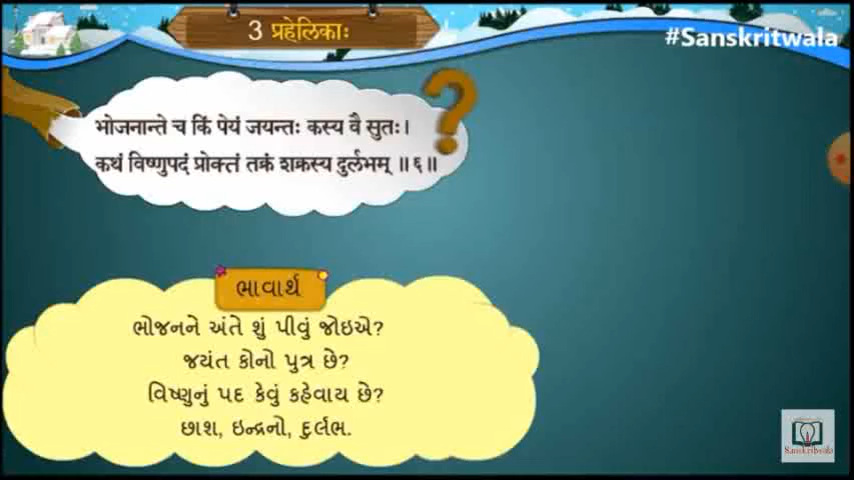 3 प्रहेलिकाः
#Sanskritwala
भोजनान्ते च किं पेयं जयन्तः कस्य वै सुतः।
कथं विष्णुपदं प्रोक्तं तक्रं शक्रस्य दुर्लभम् ॥६॥
ભાવાર્થ
ભોજનને અંતે શું પીવું જોઇએ?
જયંત કોનો પુત્ર છે?
વિષ્ણુનું પદ કેવું કહેવાય છે?
છાશ, ઇન્દ્રનો, દુર્લભ.
Sanskritwala